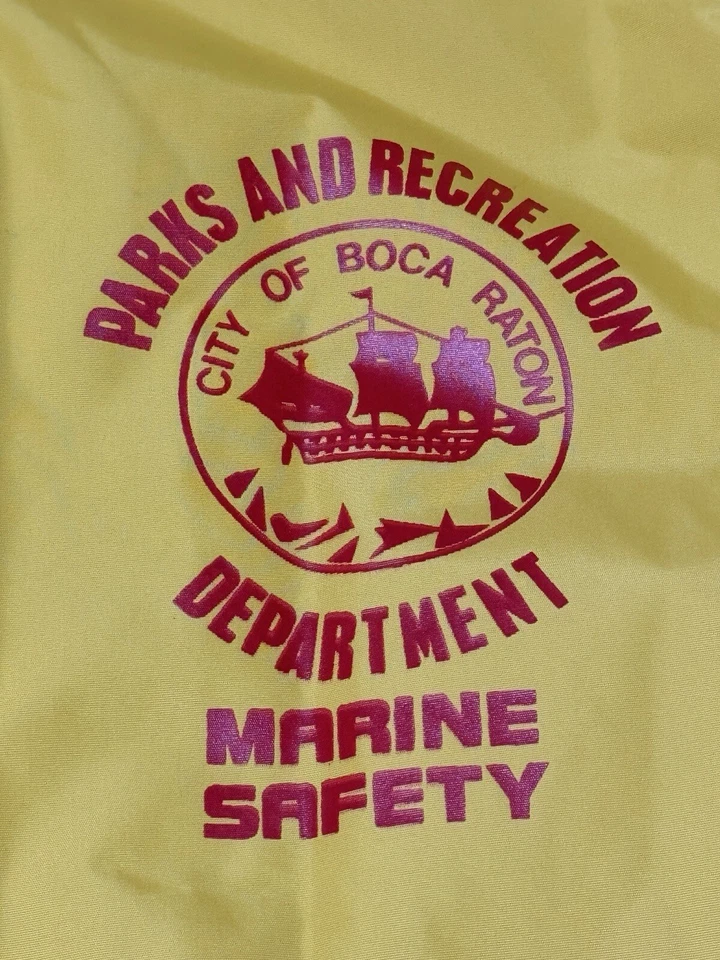 PARKS AND RECREATION
CITY OF BOCA RATON
DEPARTMENT
MARINE
SAFETY